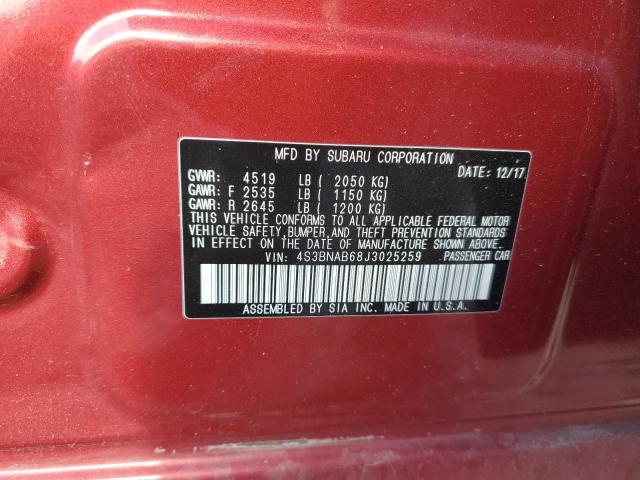 MFD BY SUBARU CORPORATION
GVWR: 4519 LB ( 2050 KG) DATE: 12/17
GAWR: F 2535 LB ( 1150 KG)
GAWR: R 2645 LB ( 1200 KG)
THIS VEHICLE CONFORMS TO ALL APPLICABLE FEDERAL MOTOR
VEHICLE SAFETY, BUMPER, AND THEFT PREVENTION STANDARDS
IN EFFECT ON THE DATE OF MANUFACTURE SHOWN ABOVE.
VIN: 4S3BNAB68J3025259 PASSENGER CAR
ASSEMBLED BY SIA INC. MADE IN U.S.A.